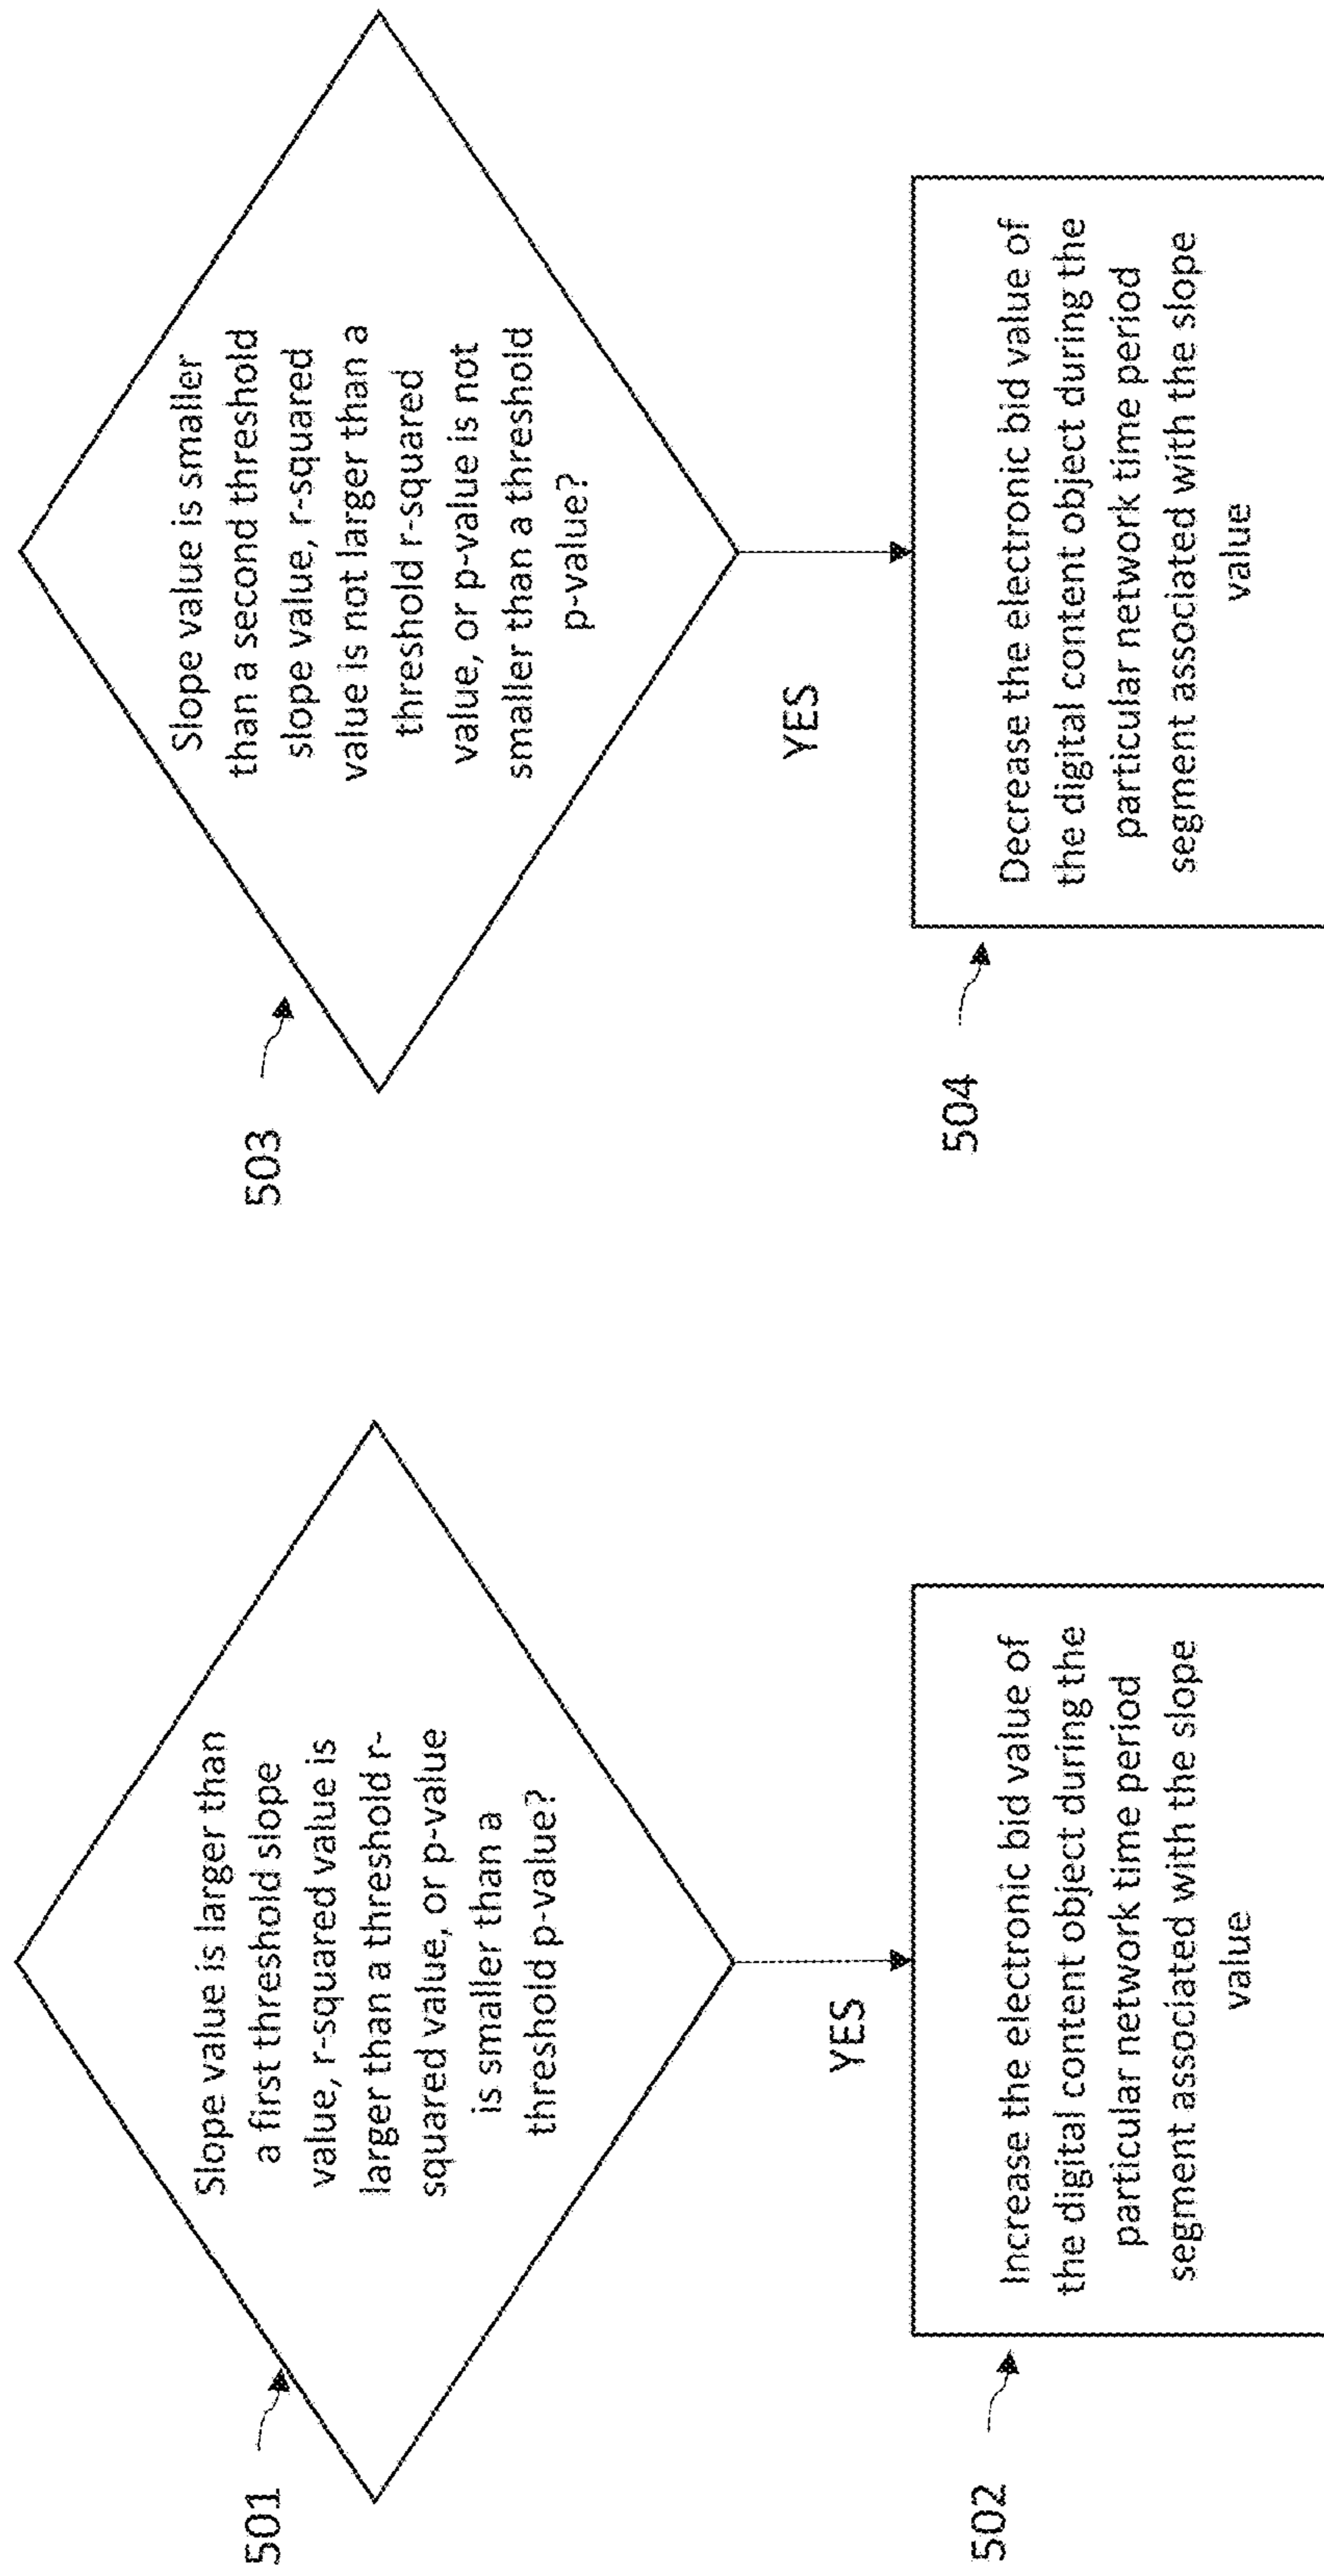 501
Slope value is larger than
a first threshold slope
value, r-squared value is
larger than a threshold r-
squared value, or p-value
is smaller than a
threshold p-value?
YES
502
Increase the electronic bid value of
the digital content object during the
particular network time period
segment associated with the slope
value
503
Slope value is smaller
than a second threshold
slope value, r-squared
value is not larger than a
threshold r-squared
value, or p-value is not
smaller than a threshold
p-value?
YES
504
Decrease the electronic bid value of
the digital content object during the
particular network time period
segment associated with the slope
value